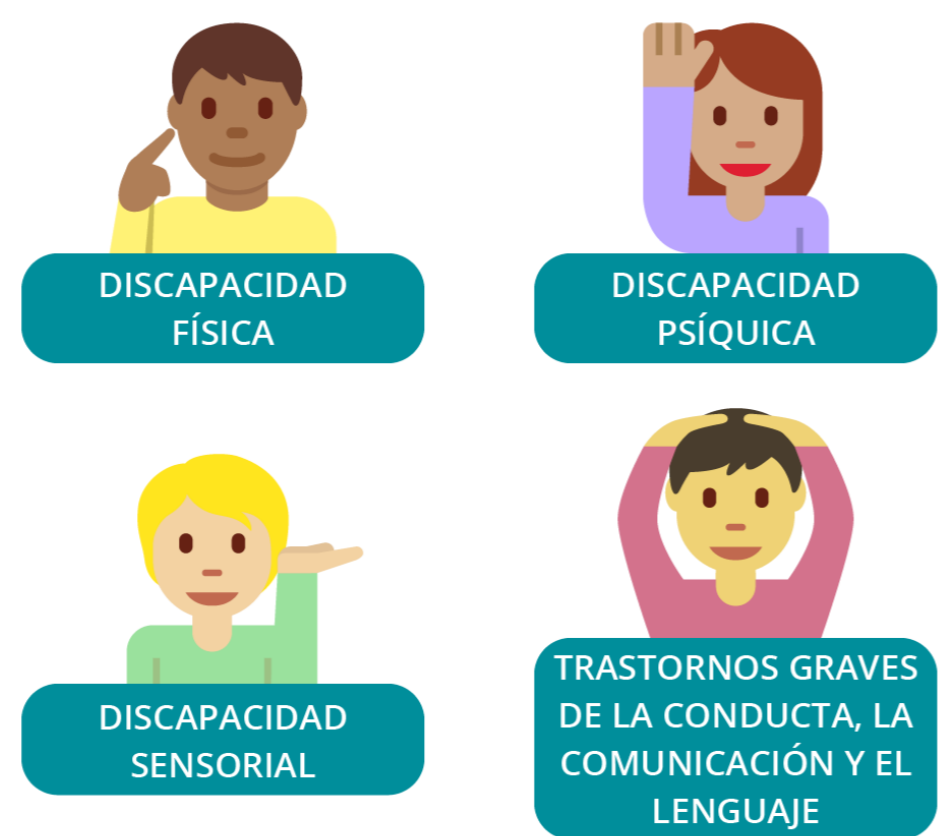 DISCAPACIDAD
FÍSICA
DISCAPACIDAD
PSÍQUICA
DISCAPACIDAD
SENSORIAL
TRASTORNOS GRAVES
DE LA CONDUCTA, LA
COMUNICACIÓN Y EL
LENGUAJE